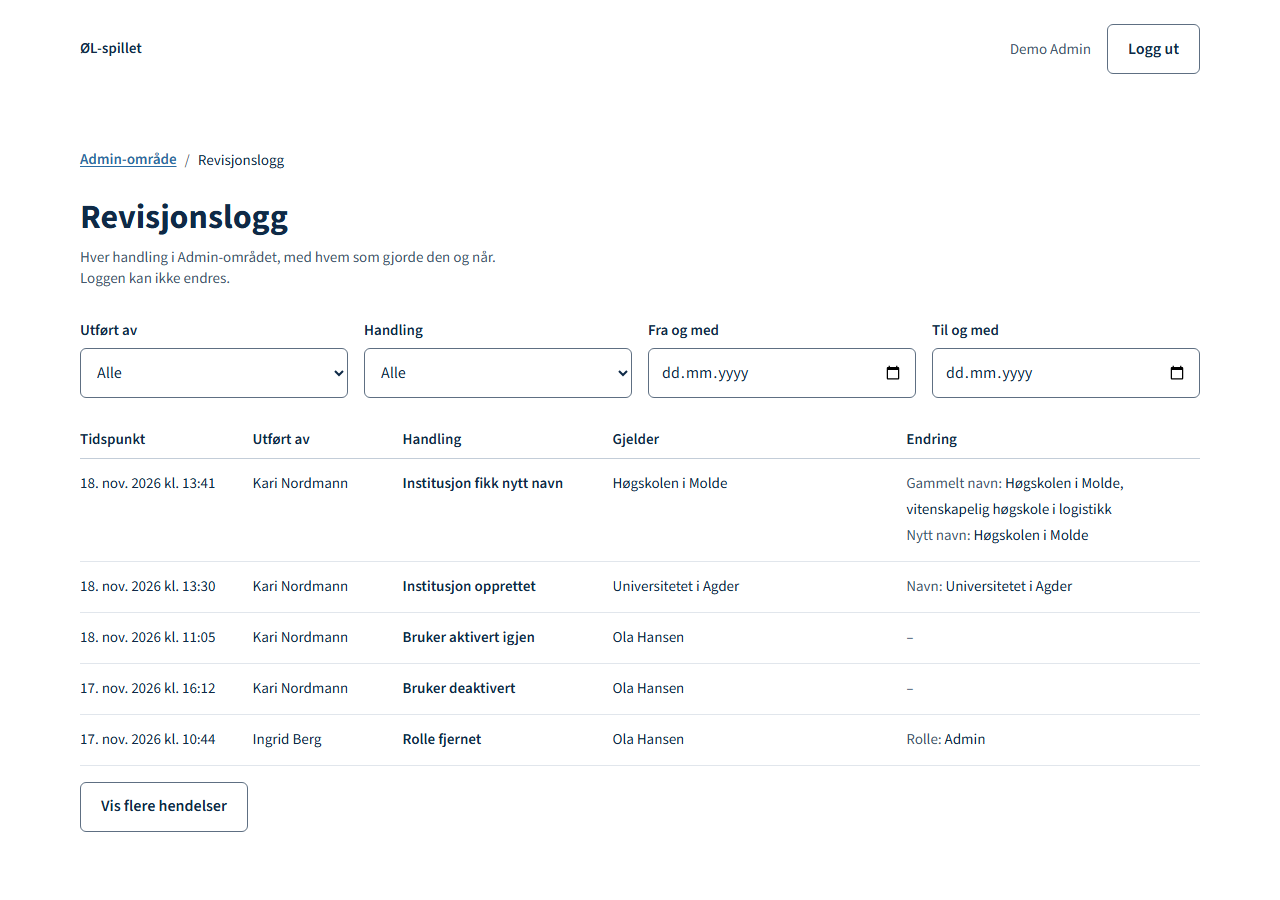 ØL-spillet
Demo Admin
Logg ut
Admin-område / Revisjonslogg
Revisjonslogg
Hver handling i Admin-området, med hvem som gjorde den og når.
Loggen kan ikke endres.
Utført av Handling Fra og med Til og med
Alle Alle dd.mm.yyyy dd.mm.yyyy
Tidspunkt Utført av Handling Gjelder Endring
18. nov. 2026 kl. 13:41 Kari Nordmann Institusjon fikk nytt navn Høgskolen i Molde Gammelt navn: Høgskolen i Molde,
vitenskapelig høgskole i logistikk
Nytt navn: Høgskolen i Molde
18. nov. 2026 kl. 13:30 Kari Nordmann Institusjon opprettet Universitetet i Agder Navn: Universitetet i Agder
18. nov. 2026 kl. 11:05 Kari Nordmann Bruker aktivert igjen Ola Hansen –
17. nov. 2026 kl. 16:12 Kari Nordmann Bruker deaktivert Ola Hansen –
17. nov. 2026 kl. 10:44 Ingrid Berg Rolle fjernet Ola Hansen Rolle: Admin
Vis flere hendelser